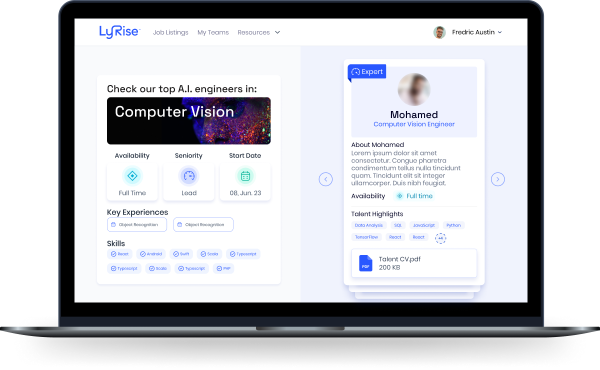 LyRise
Job Listings
My Teams
Resources
Fredric Austin
Check our top A.I. engineers in:
Computer Vision
Availability
Seniority
Start Date
Full Time
Lead
08, Jun. 23
Key Experiences
Object Recognition
Object Recognition
Skills
React
Android
Swift
Scala
Typescript
Typescript
Scala
Typescript
PHP
Expert
Mohamed
Computer Vision Engineer
About Mohamed
Lorem ipsum dolor sit amet
consectetur. Congue pharetra
condimentum tellus nulla tincidunt
quam. Tincidunt elit sit integer
ullamcorper. Duis nibh feugiat.
Availability
Full time
Talent Highlights
Data Analysis
SQL
JavaScript
Python
TensorFlow
React
React
PDF
Talent CV.pdf
200 KB